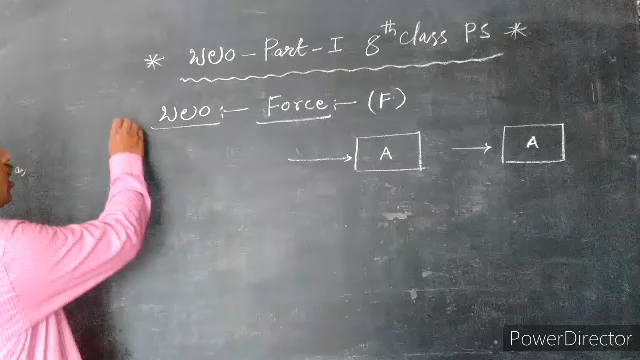 * బలం - Part - I 8th Class PS *
బలం :- Force :- (F)
A A
PowerDirector